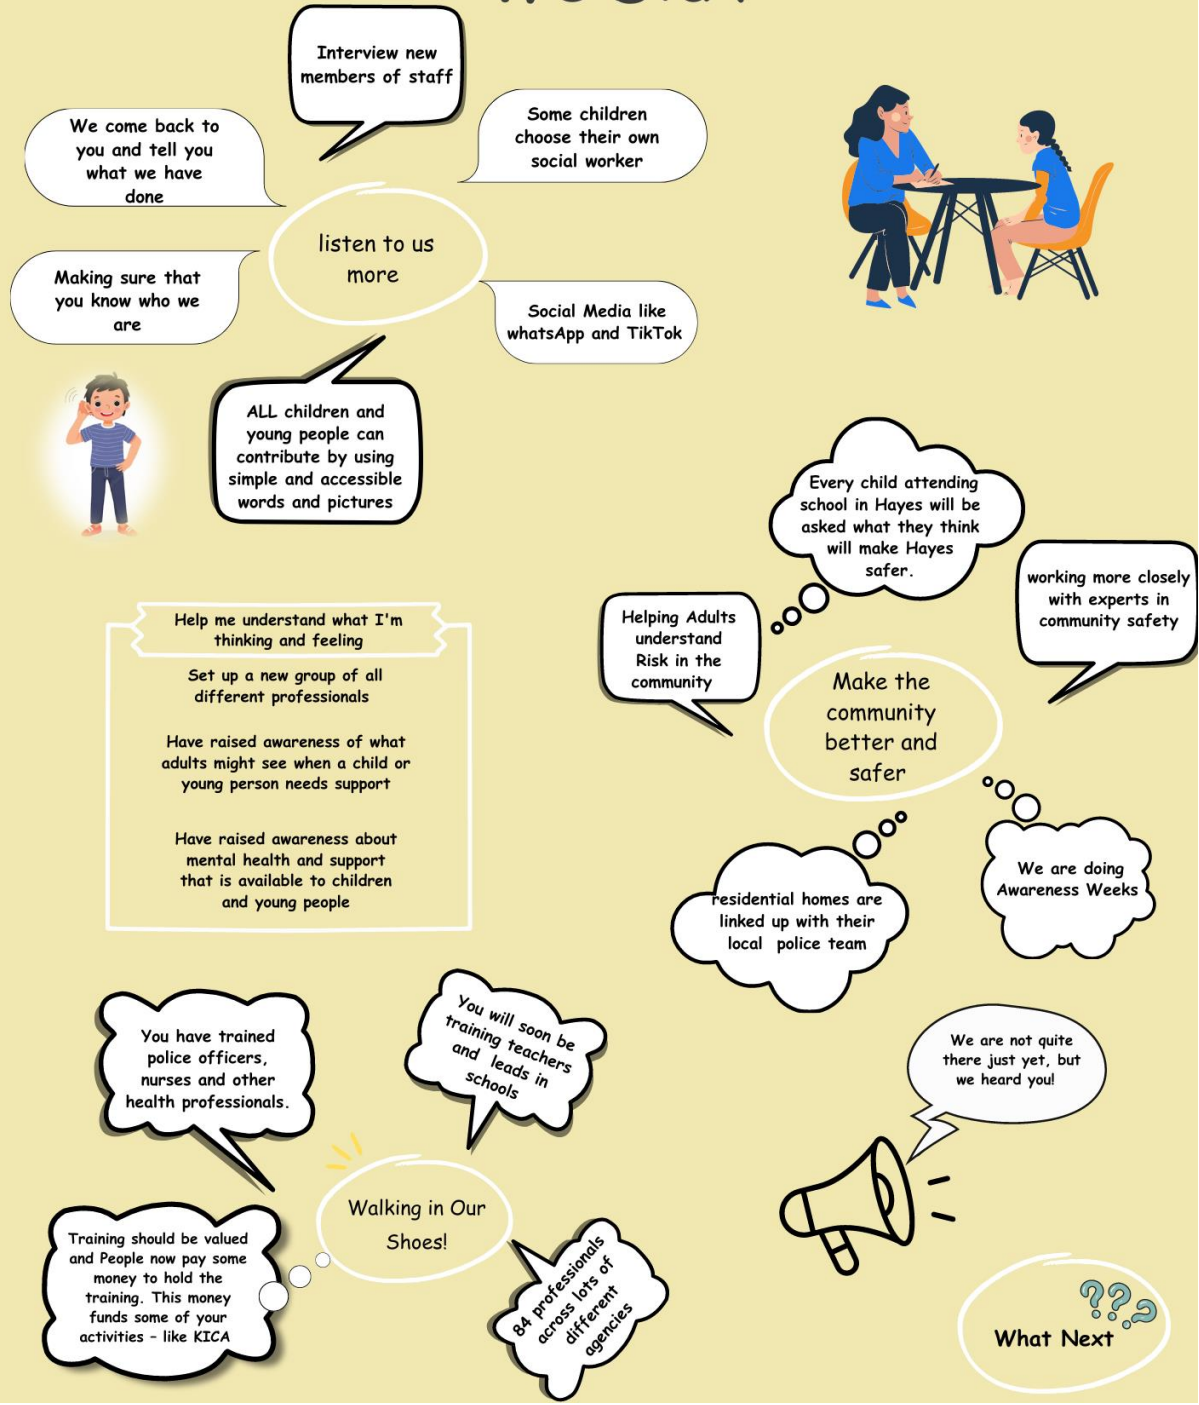 Interview new
members of staff
We come back to
you and tell you
what we have
done
Some children
choose their own
social worker
listen to us
more
Making sure that
you know who we
are
Social Media like
whatsApp and TikTok
ALL children and
young people can
contribute by using
simple and accessible
words and pictures
Every child attending
school in Hayes will be
asked what they think
will make Hayes
safer.
working more closely
with experts in
community safety
Helping Adults
understand
Risk in the
community
Make the
community
better and
safer
We are doing
Awareness Weeks
residential homes are
linked up with their
local police team
Help me understand what I'm
thinking and feeling
Set up a new group of all
different professionals
Have raised awareness of what
adults might see when a child or
young person needs support
Have raised awareness about
mental health and support
that is available to children
and young people
You have trained
police officers,
nurses and other
health professionals.
You will soon be
training teachers
and leads in
schools
Walking in Our
Shoes!
Training should be valued
and People now pay some
money to hold the
training. This money
funds some of your
activities – like KICA
84 professionals
across lots of
different
agencies
We are not quite
there just yet, but
we heard you!
???
What Next